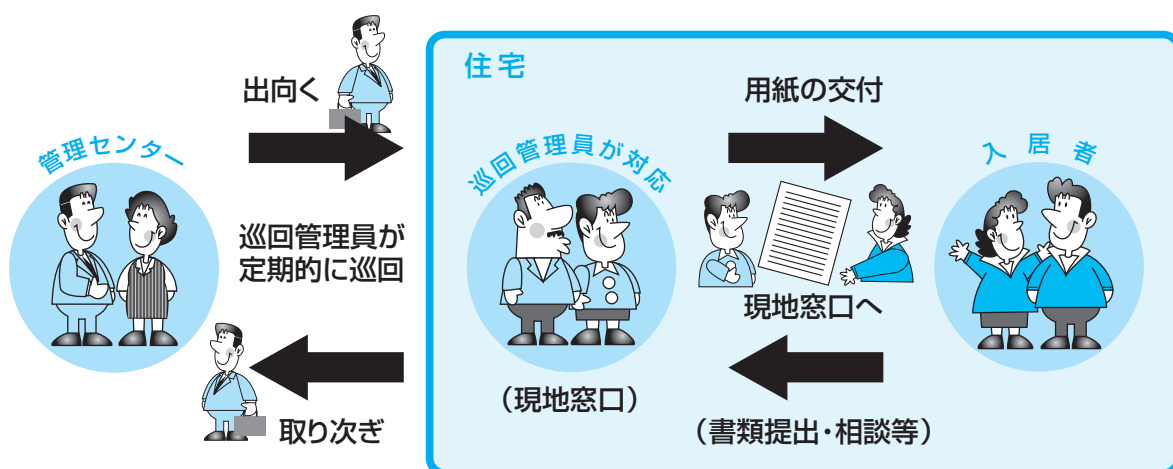 出向く
管理センター
巡回管理員が
定期的に巡回
取り次ぎ
住宅
巡回管理員が対応
(現地窓口)
用紙の交付
現地窓口へ
(書類提出・相談等)
入居者